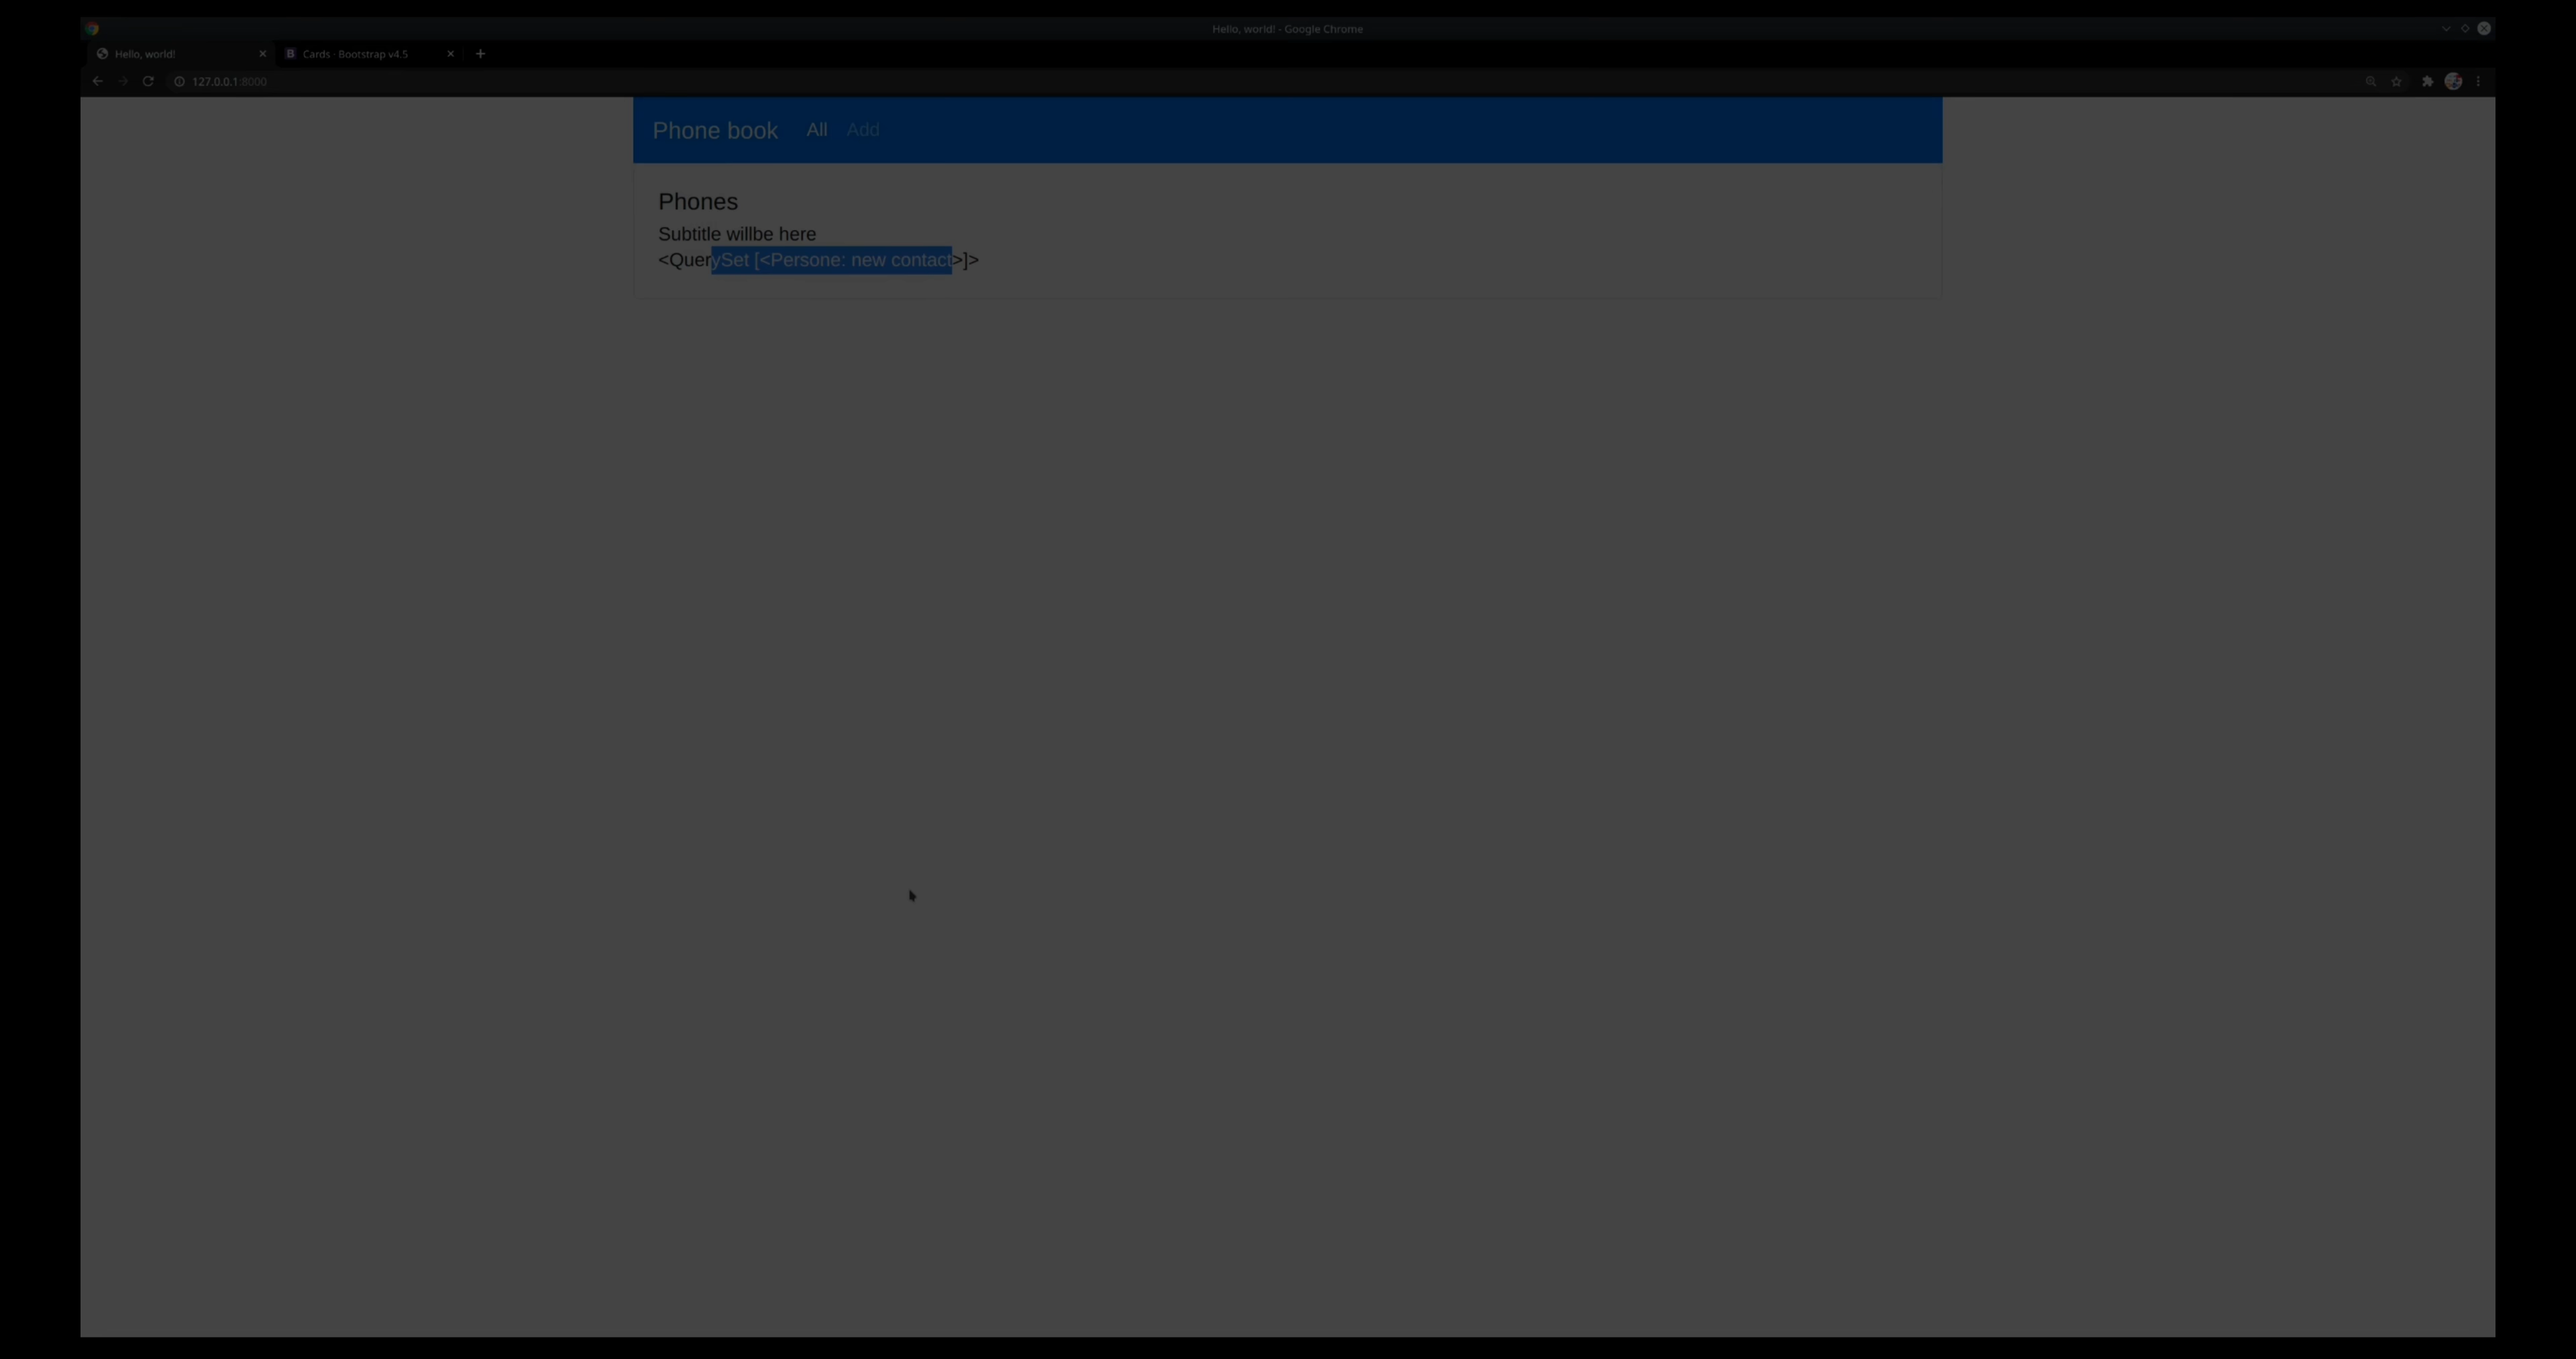 Hello, world! - Google Chrome
Hello, world!
B Cards · Bootstrap v4.5
127.0.0.1:8000
Phone book All Add
Phones
Subtitle willbe here
<QuerySet [<Persone: new contact>]>